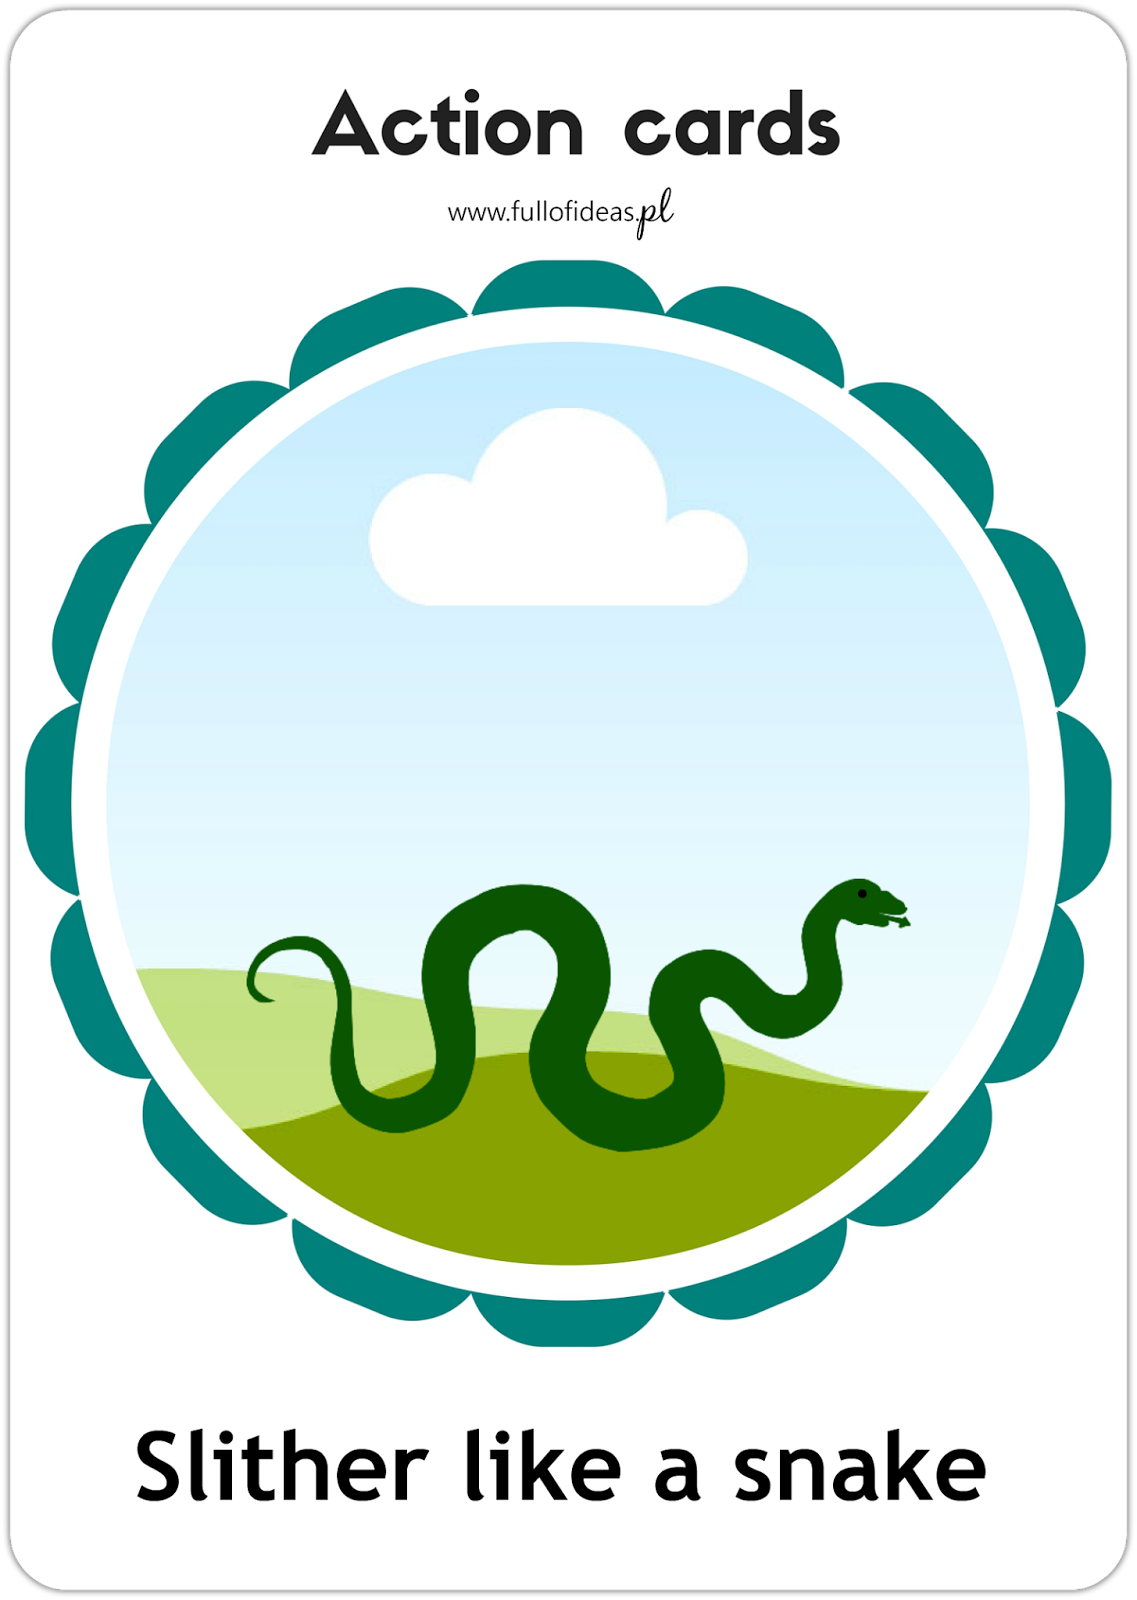 Action cards
www.fullofideas.pl
Slither like a snake